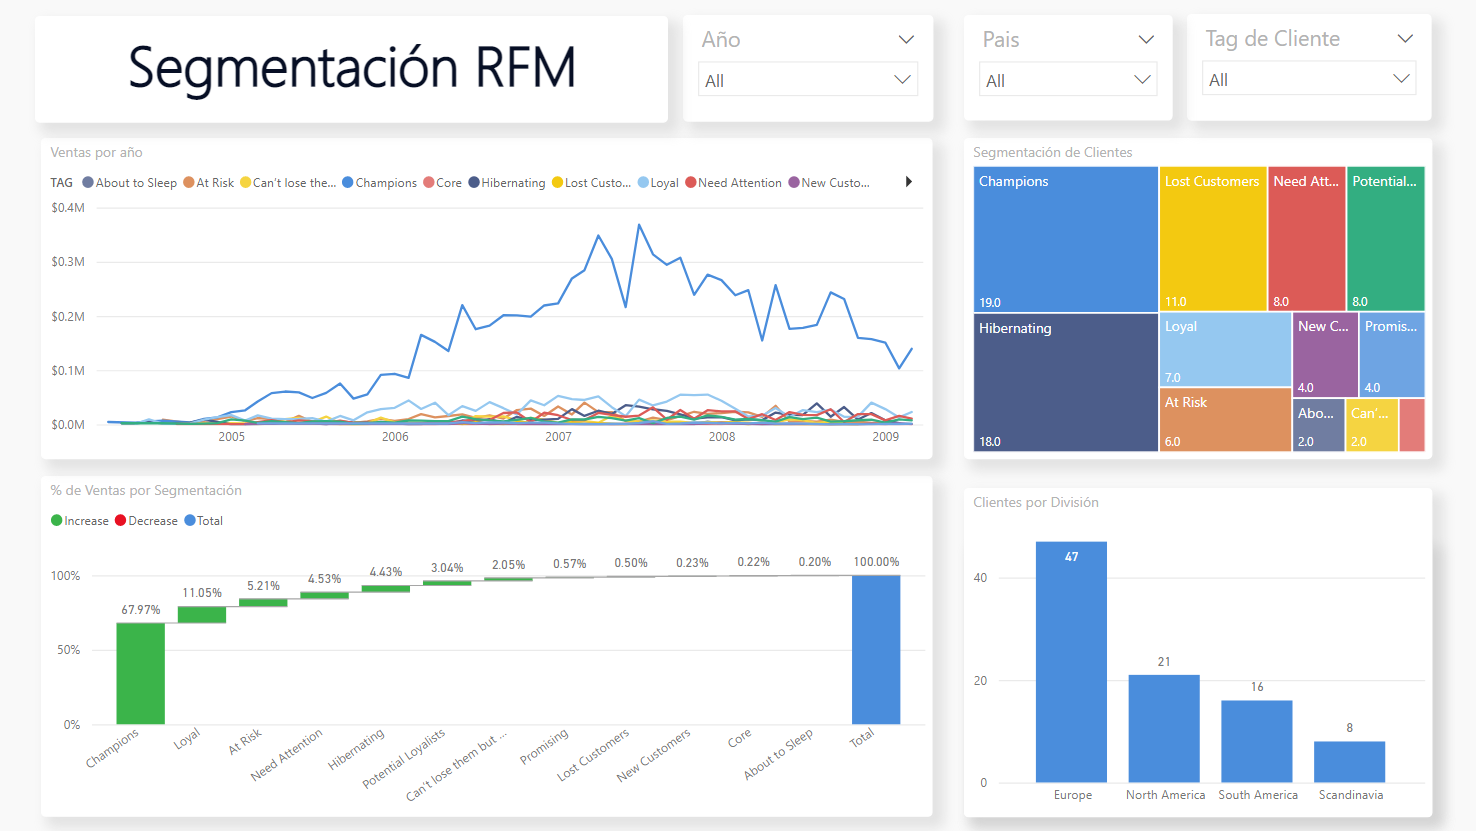 Segmentación RFM
Año
All
Pais
All
Tag de Cliente
All
Ventas por año
TAG About to Sleep At Risk Can't lose the... Champions Core Hibernating Lost Custo... Loyal Need Attention New Custo...
$0.4M
$0.3M
$0.2M
$0.1M
$0.0M
2005 2006 2007 2008 2009
Segmentación de Clientes
Champions
19.0
Lost Customers
11.0
Need Att...
8.0
Potential...
8.0
Hibernating
18.0
Loyal
7.0
At Risk
6.0
New C...
4.0
Promis...
4.0
Abo...
2.0
Can'...
2.0
% de Ventas por Segmentación
Increase Decrease Total
100%
50%
0%
67.97% 11.05% 5.21% 4.53% 4.43% 3.04% 2.05% 0.57% 0.50% 0.23% 0.22% 0.20% 100.00%
Champions
Loyal
At Risk
Need Attention
Hibernating
Potential Loyalists
Can't lose them but ...
Promising
Lost Customers
New Customers
Core
About to Sleep
Total
Clientes por División
40
20
0
47
21
16
8
Europe North America South America Scandinavia